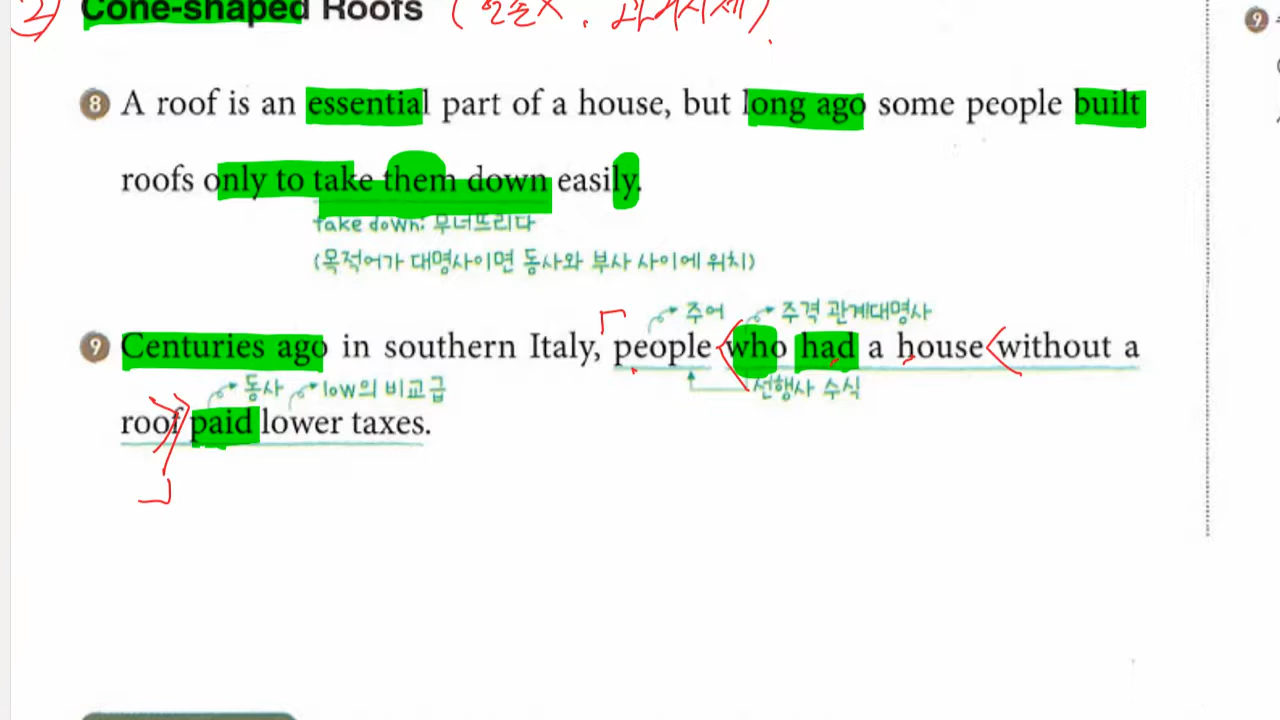 2) Cone-shaped Roofs (
❾
❽ A roof is an essential part of a house, but long ago some people built
roofs only to take them down easily.
take down: 무너뜨리다
(목적어가 대명사이면 동사와 부사 사이에 위치)
주어 주격 관계대명사
❾ Centuries ago in southern Italy, people who had a house without a
동사 low의 비교급 선행사 수식
roof paid lower taxes.